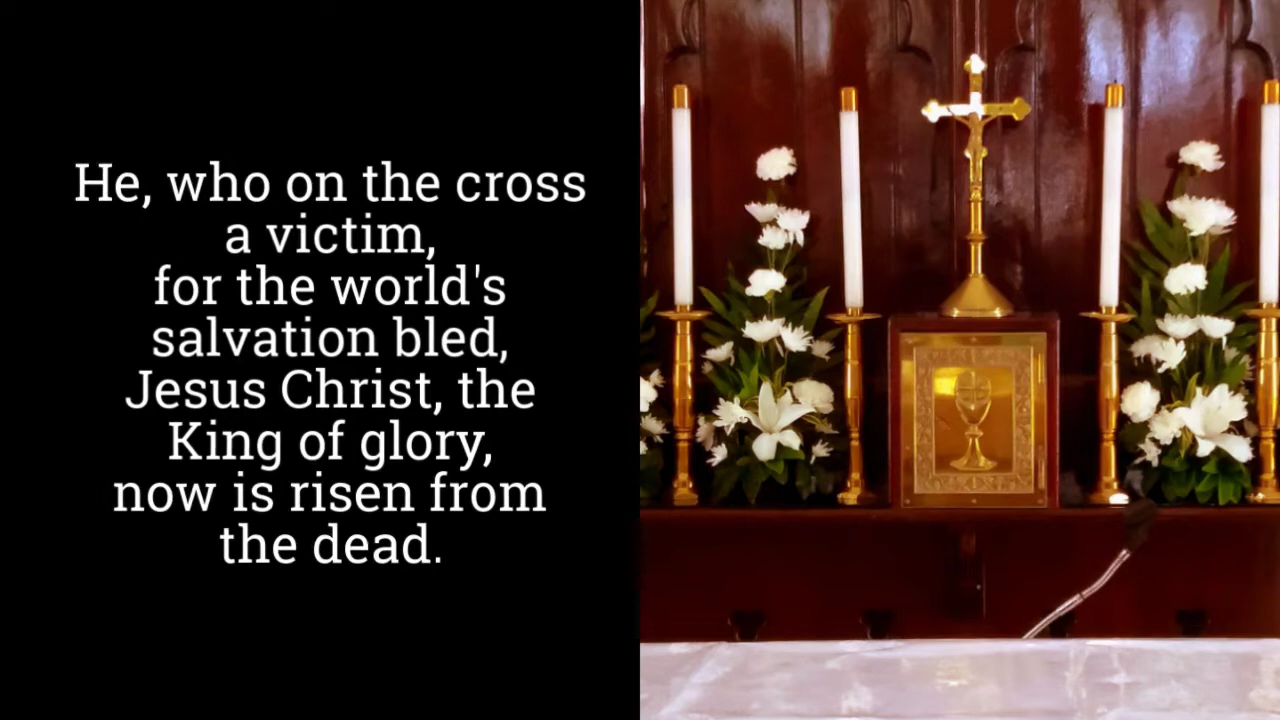 He, who on the cross
a victim,
for the world's
salvation bled,
Jesus Christ, the
King of glory,
now is risen from
the dead.